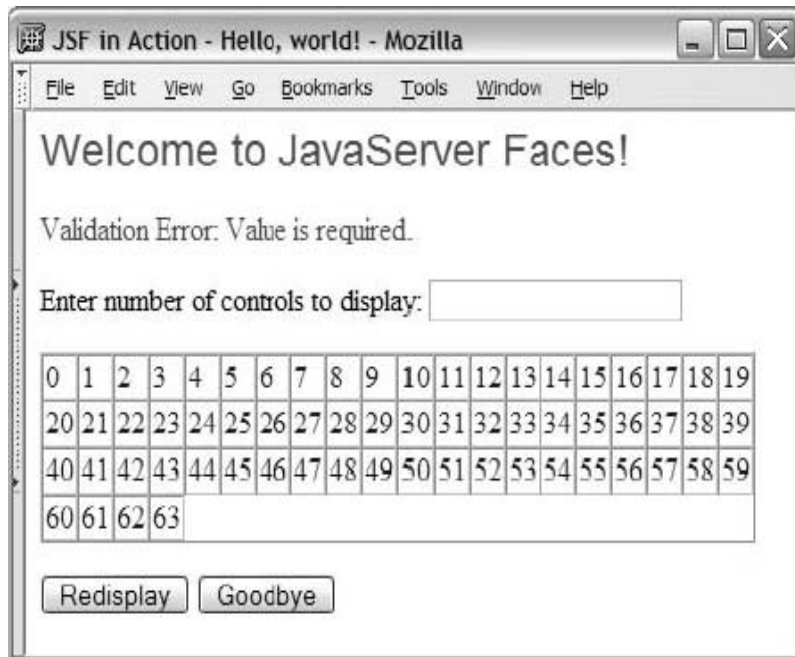 JSF in Action - Hello, world! - Mozilla
File Edit View Go Bookmarks Tools Window Help
Welcome to JavaServer Faces!
Validation Error: Value is required.
Enter number of controls to display:
0 1 2 3 4 5 6 7 8 9 10 11 12 13 14 15 16 17 18 19
20 21 22 23 24 25 26 27 28 29 30 31 32 33 34 35 36 37 38 39
40 41 42 43 44 45 46 47 48 49 50 51 52 53 54 55 56 57 58 59
60 61 62 63
Redisplay Goodbye